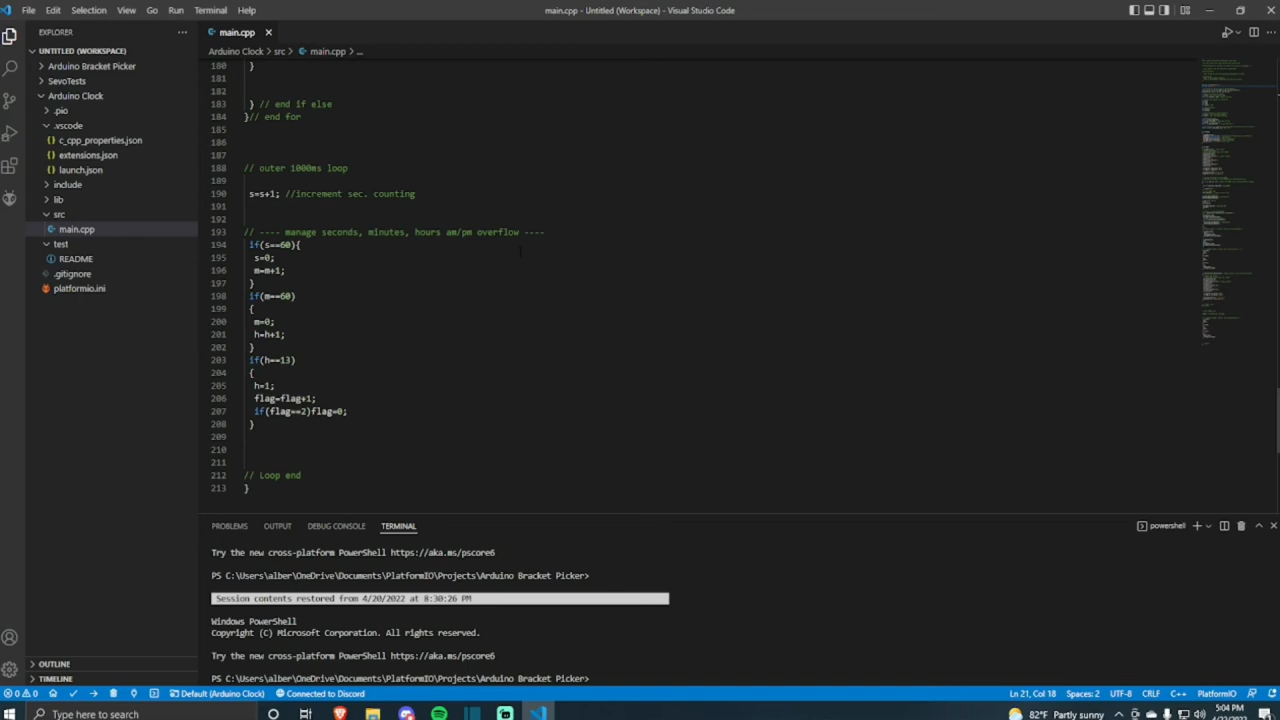 File Edit Selection View Go Run Terminal Help
main.cpp - Untitled (Workspace) - Visual Studio Code
EXPLORER
UNTITLED (WORKSPACE)
Arduino Bracket Picker
SevoTests
Arduino Clock
.pio
.vscode
c_cpp_properties.json
extensions.json
launch.json
include
lib
src
main.cpp
test
README
.gitignore
platformio.ini
OUTLINE
TIMELINE
main.cpp
Arduino Clock > src > main.cpp > ...
180 }
181
182
183 } // end if else
184 }// end for
185
186
187
188 // outer 1000ms loop
189
190 s=s+1; //increment sec. counting
191
192
193 // ---- manage seconds, minutes, hours am/pm overflow ----
194 if(s==60){
195 s=0;
196 m=m+1;
197 }
198 if(m==60)
199 {
200 m=0;
201 h=h+1;
202 }
203 if(h==13)
204 {
205 h=1;
206 flag=flag+1;
207 if(flag==2)flag=0;
208 }
209
210
211
212 // Loop end
213 }
PROBLEMS OUTPUT DEBUG CONSOLE TERMINAL
powershell
Try the new cross-platform PowerShell https://aka.ms/pscore6
PS C:\Users\alber\OneDrive\Documents\PlatformIO\Projects\Arduino Bracket Picker>
Session contents restored from 4/20/2022 at 8:30:26 PM
Windows PowerShell
Copyright (C) Microsoft Corporation. All rights reserved.
Try the new cross-platform PowerShell https://aka.ms/pscore6
PS C:\Users\alber\OneDrive\Documents\PlatformIO\Projects\Arduino Bracket Picker>
0 0 Default (Arduino Clock) Connected to Discord
Ln 21, Col 18 Spaces: 2 UTF-8 CRLF C++ PlatformIO
Type here to search
82°F Partly sunny
5:04 PM